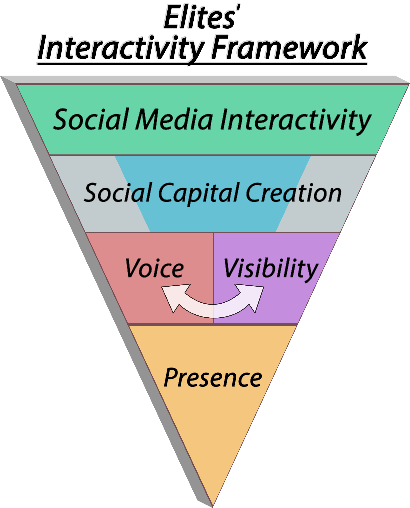 Elites'
Interactivity Framework
Social Media Interactivity
Social Capital Creation
Voice Visibility
Presence